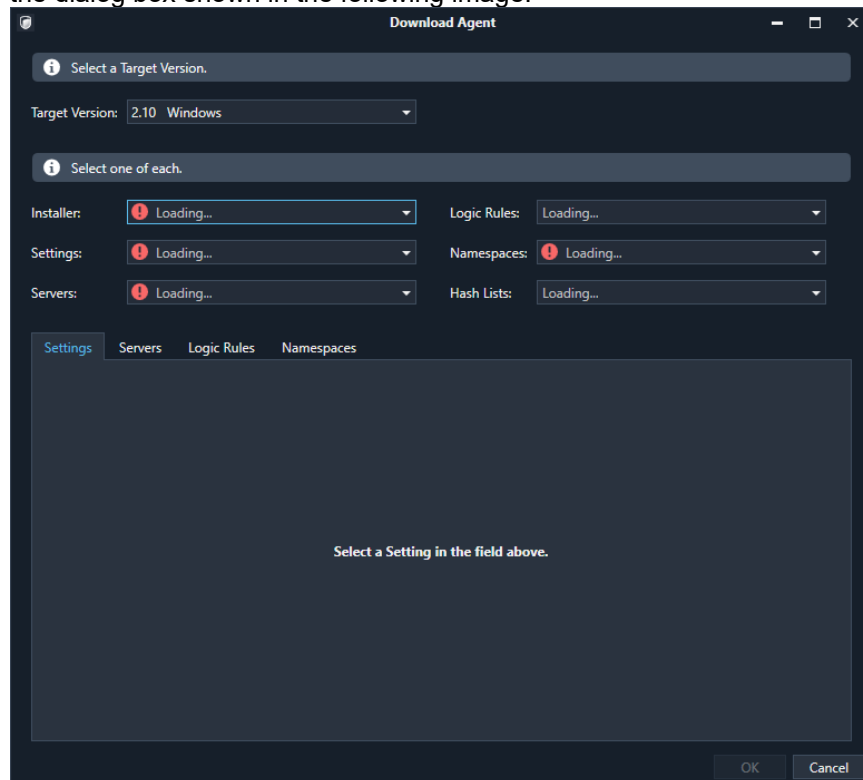 the dialog box shown in the following image.
Download Agent
Select a Target Version.
Target Version: 2.10 Windows
Select one of each.
Installer: Loading... Logic Rules: Loading...
Settings: Loading... Namespaces: Loading...
Servers: Loading... Hash Lists: Loading...
Settings Servers Logic Rules Namespaces
Select a Setting in the field above.
OK Cancel